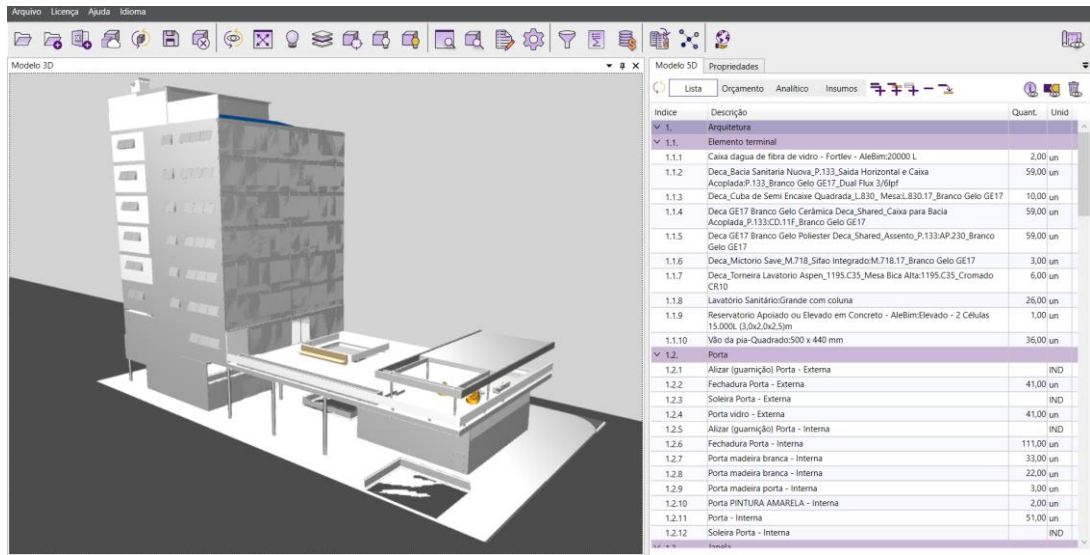 Arquivo Licença Ajuda Idioma
Modelo 3D
Modelo 5D Propriedades
Lista Orçamento Analítico Insumos
Indice Descrição Quant. Unid
1. Arquitetura
1.1. Elemento terminal
1.1.1 Caixa dagua de fibra de vidro - Fortlev - AleBim:20000 L 2,00 un
1.1.2 Deca_Bacia Sanitaria Nuova_P.133_Saida Horizontal e Caixa 59,00 un
Acoplada:P.133_Branco Gelo GE17_Dual Flux 3/6lpf
1.1.3 Deca_Cuba de Semi Encaixe Quadrada_L.830_ Mesa:L.830.17_Branco Gelo GE17 10,00 un
1.1.4 Deca GE17 Branco Gelo Cerâmica Deca_Shared_Caixa para Bacia 59,00 un
Acoplada_P.133:CD.11F_Branco Gelo GE17
1.1.5 Deca GE17 Branco Gelo Poliester Deca_Shared_Assento_P.133:AP.230_Branco 59,00 un
Gelo GE17
1.1.6 Deca_Mictorio Save_M.718_Sifao Integrado:M.718.17_Branco Gelo GE17 3,00 un
1.1.7 Deca_Torneira Lavatorio Aspen_1195.C35_Mesa Bica Alta:1195.C35_Cromado 6,00 un
CR10
1.1.8 Lavatório Sanitário:Grande com coluna 26,00 un
1.1.9 Reservatorio Apoiado ou Elevado em Concreto - AleBim:Elevado - 2 Células 1,00 un
15.000L (3,0x2,0x2,5)m
1.1.10 Vão da pia-Quadrado:500 x 440 mm 36,00 un
1.2. Porta
1.2.1 Alizar (guarnição) Porta - Externa IND
1.2.2 Fechadura Porta - Externa 41,00 un
1.2.3 Soleira Porta - Externa IND
1.2.4 Porta vidro - Externa 41,00 un
1.2.5 Alizar (guarnição) Porta - Interna IND
1.2.6 Fechadura Porta - Interna 111,00 un
1.2.7 Porta madeira branca - Interna 33,00 un
1.2.8 Porta madeira branca - Interna 22,00 un
1.2.9 Porta madeira porta - Interna 3,00 un
1.2.10 Porta PINTURA AMARELA - Interna 2,00 un
1.2.11 Porta - Interna 51,00 un
1.2.12 Soleira Porta - Interna IND